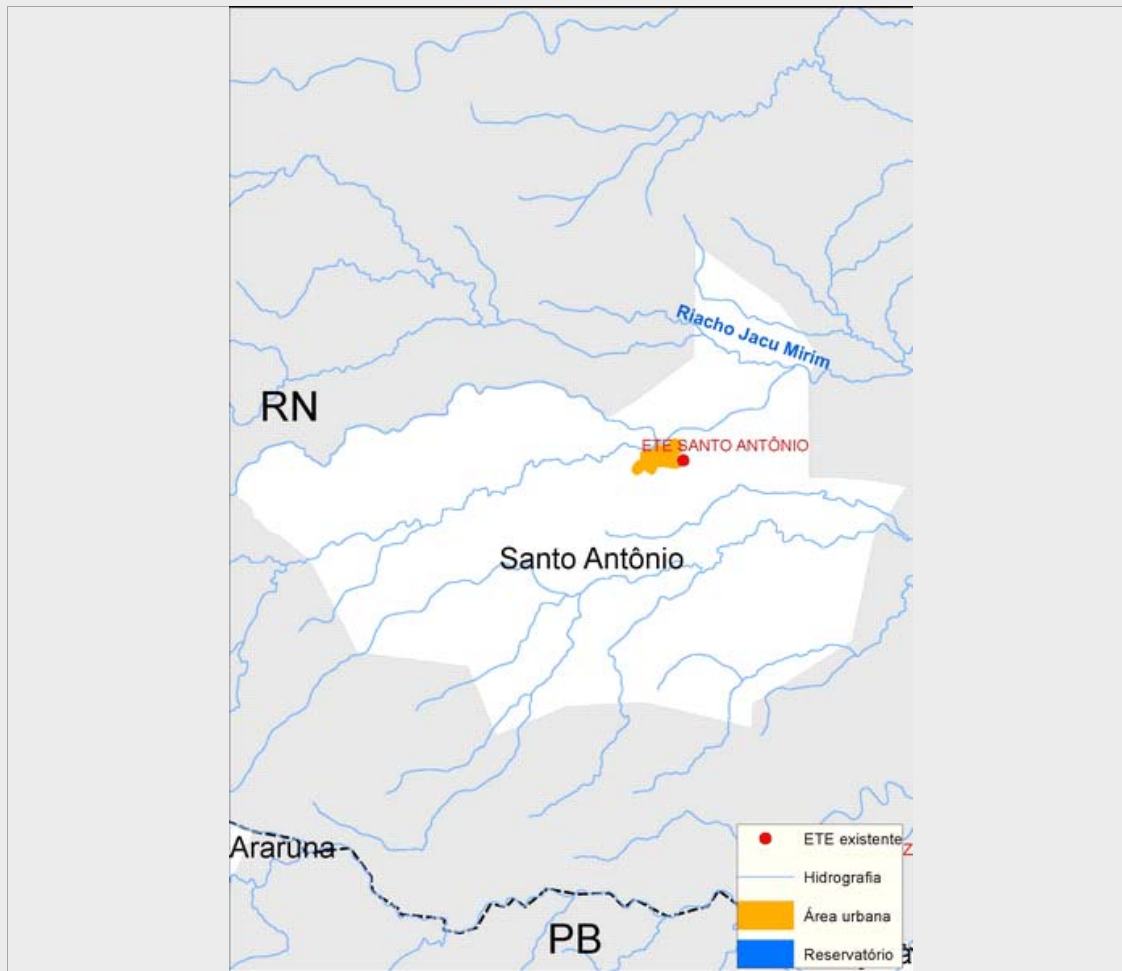 Riacho Jacu Mirim
RN
ETE SANTO ANTÔNIO
Santo Antônio
Araruna
PB
ETE existente
Hidrografia
Área urbana
Reservatório